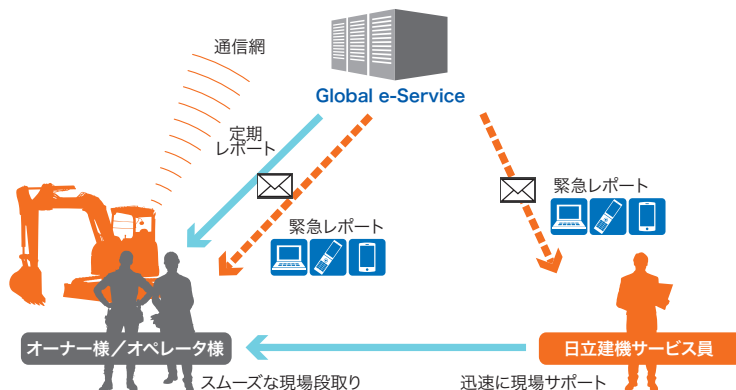 通信網
Global e-Service
定期
レポート
緊急レポート
緊急レポート
オーナー様／オペレータ様
日立建機サービス員
スムーズな現場段取り
迅速に現場サポート